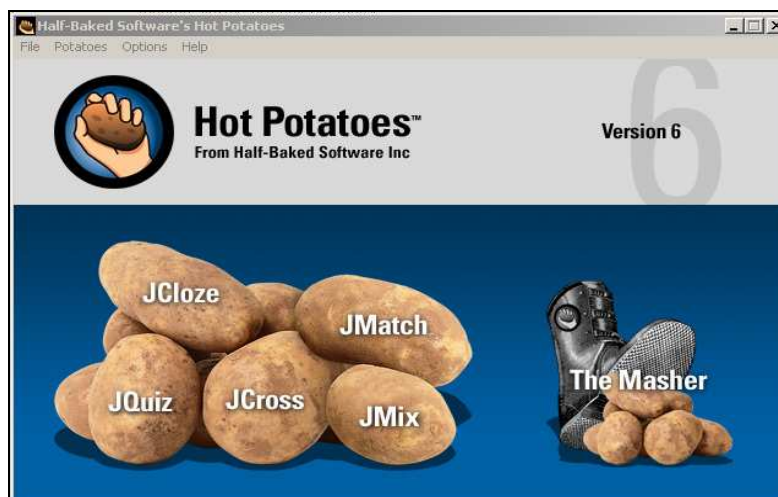 Half-Baked Software's Hot Potatoes
File Potatoes Options Help
Hot Potatoes™
From Half-Baked Software Inc
6
Version 6
JCloze
JMatch
JQuiz
JCross
JMix
The Masher